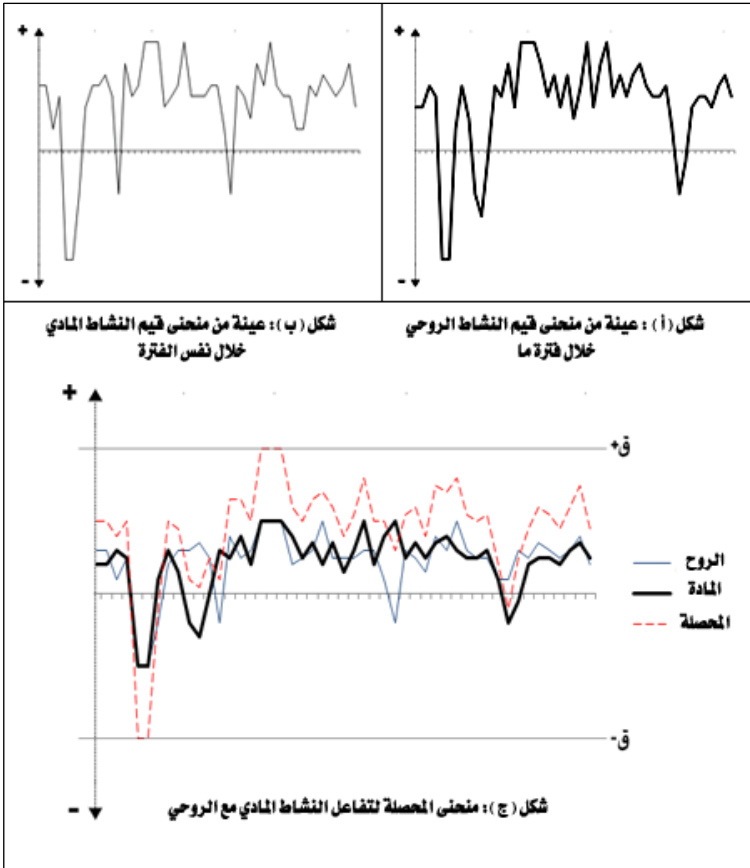 +
-
+
-
شكل (أ) : عينة من منحنى قيم النشاط الروحي
خلال فترة ما
شكل (ب) : عينة من منحنى قيم النشاط المادي
خلال نفس الفترة
+
ق+
الروح
المادة
المحصلة
ق-
-
شكل (ج) : منحنى المحصلة لتفاعل النشاط المادي مع الروحي